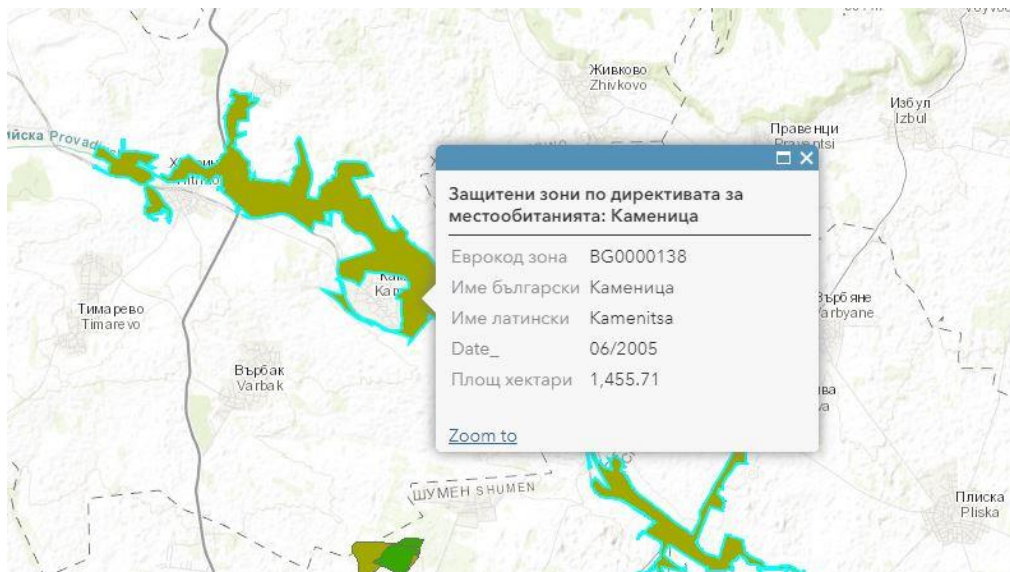 Живково
Zhivkovo
Избул
Izbul
Правенци
Provad
Защитени зони по директивата за
местообитанията: Каменица
Еврокод зона BG0000138
Име български Каменица
Име латински Kamenitsa
Date_ 06/2005
Площ хектари 1,455.71
Zoom to
Тимарево
Timarevo
Върбак
Varbak
ШУМЕН SHUMEN
Плиска
Pliska